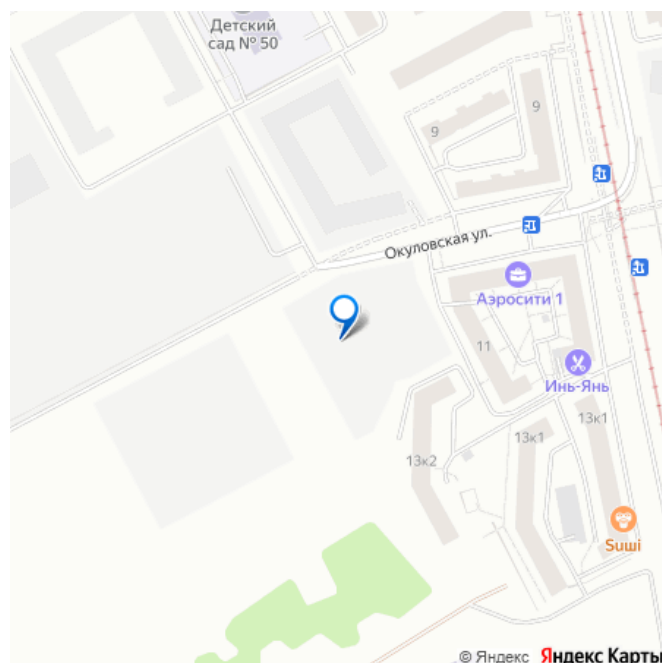 Детский
сад № 50
9
9
Окуловская ул.
Аэросити 1
11
Инь-Янь
13к1
13к1
13к2
Suши
© Яндекс Яндекс Карты